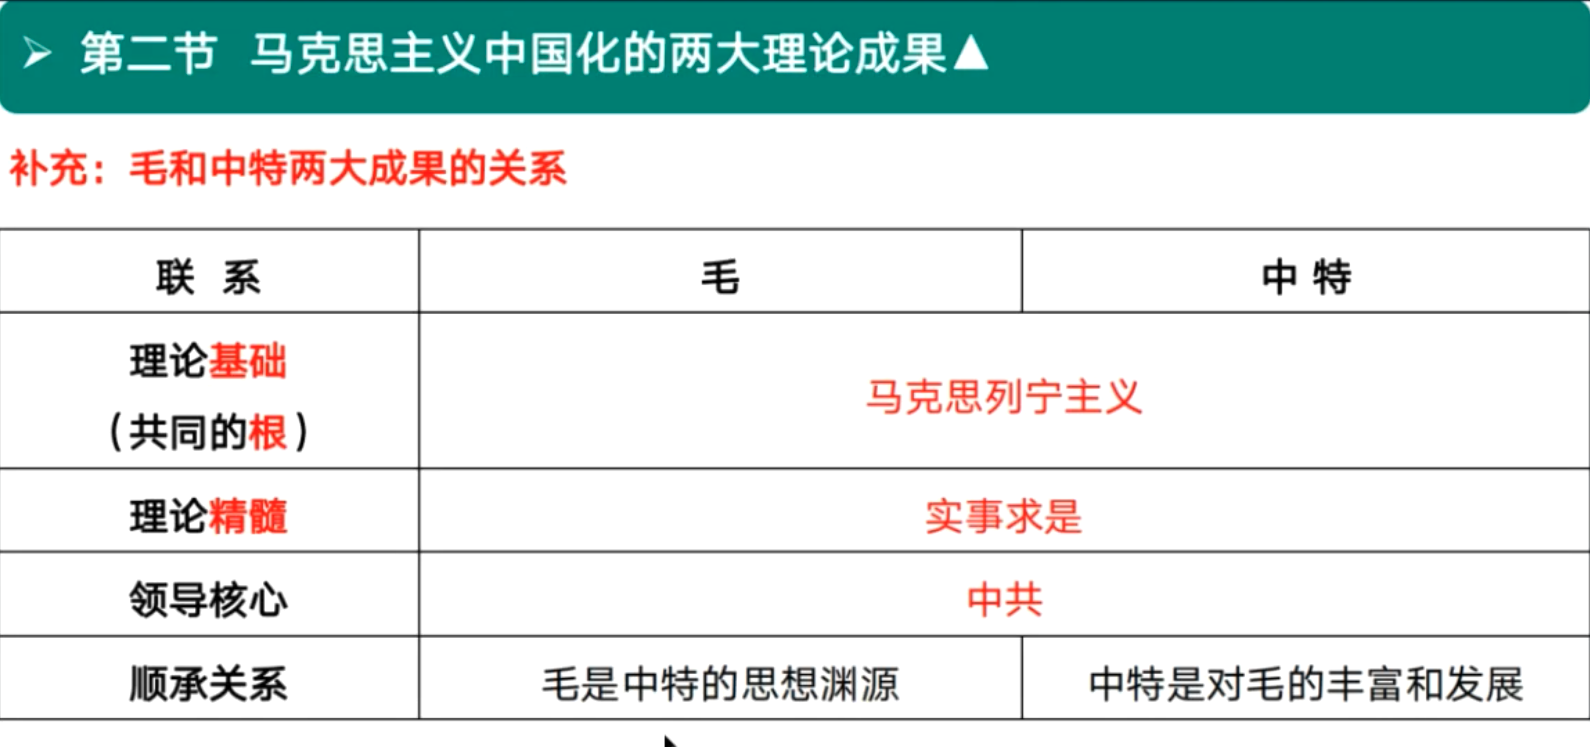 ➢ 第二节 马克思主义中国化的两大理论成果▲
补充：毛和中特两大成果的关系
联 系 毛 中 特
理论基础
（共同的根）
马克思列宁主义
理论精髓 实事求是
领导核心 中共
顺承关系 毛是中特的思想渊源 中特是对毛的丰富和发展